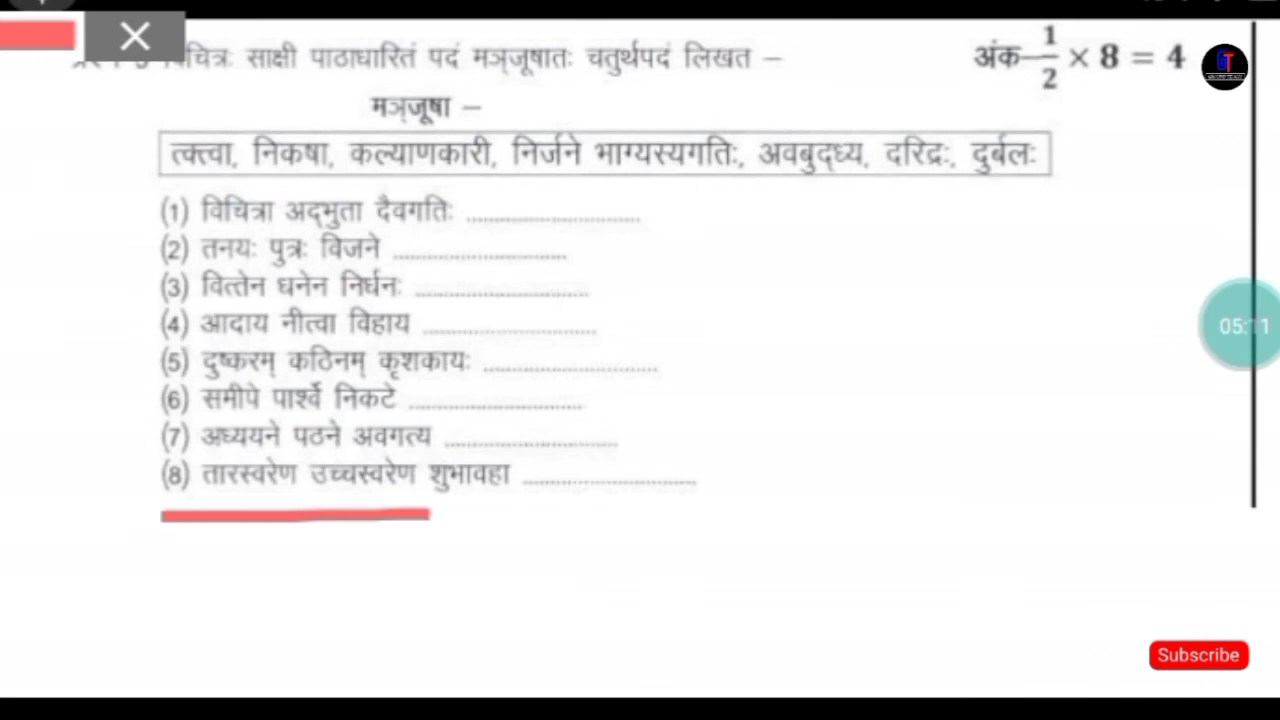 विचित्रः साक्षी पाठाधारितं पदं मञ्जूषातः चतुर्थपदं लिखत – अंक–1/2 × 8 = 4
मञ्जूषा –
त्क्त्वा, निकषा, कल्याणकारी, निर्जने भाग्यस्यगतिः, अवबुद्ध्य, दरिद्रः, दुर्बलः
(1) विचित्रा अद्भुता दैवगतिः ........................
(2) तनयः पुत्रः विजने ........................
(3) वित्तेन धनेन निर्धनः ........................
(4) आदाय नीत्वा विहाय ........................
(5) दुष्करम् कठिनम् कृशकायः ........................
(6) समीपे पार्श्वे निकटे ........................
(7) अध्ययने पठने अवगत्य ........................
(8) तारस्वरेण उच्चस्वरेण शुभावहा ........................
05:11
Subscribe